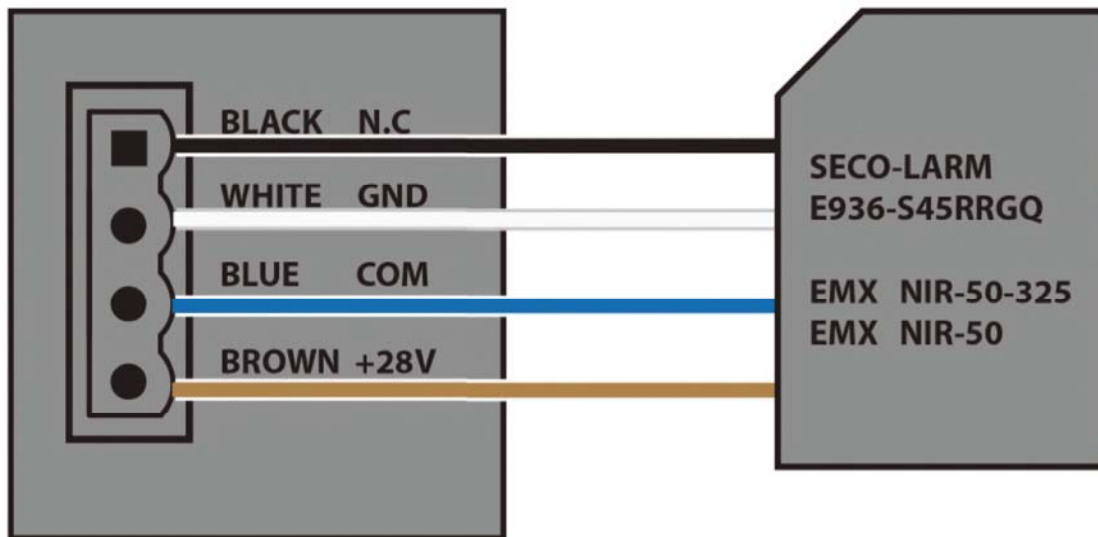 BLACK N.C
WHITE GND
BLUE COM
BROWN +28V
SECO-LARM
E936-S45RRGQ
EMX NIR-50-325
EMX NIR-50